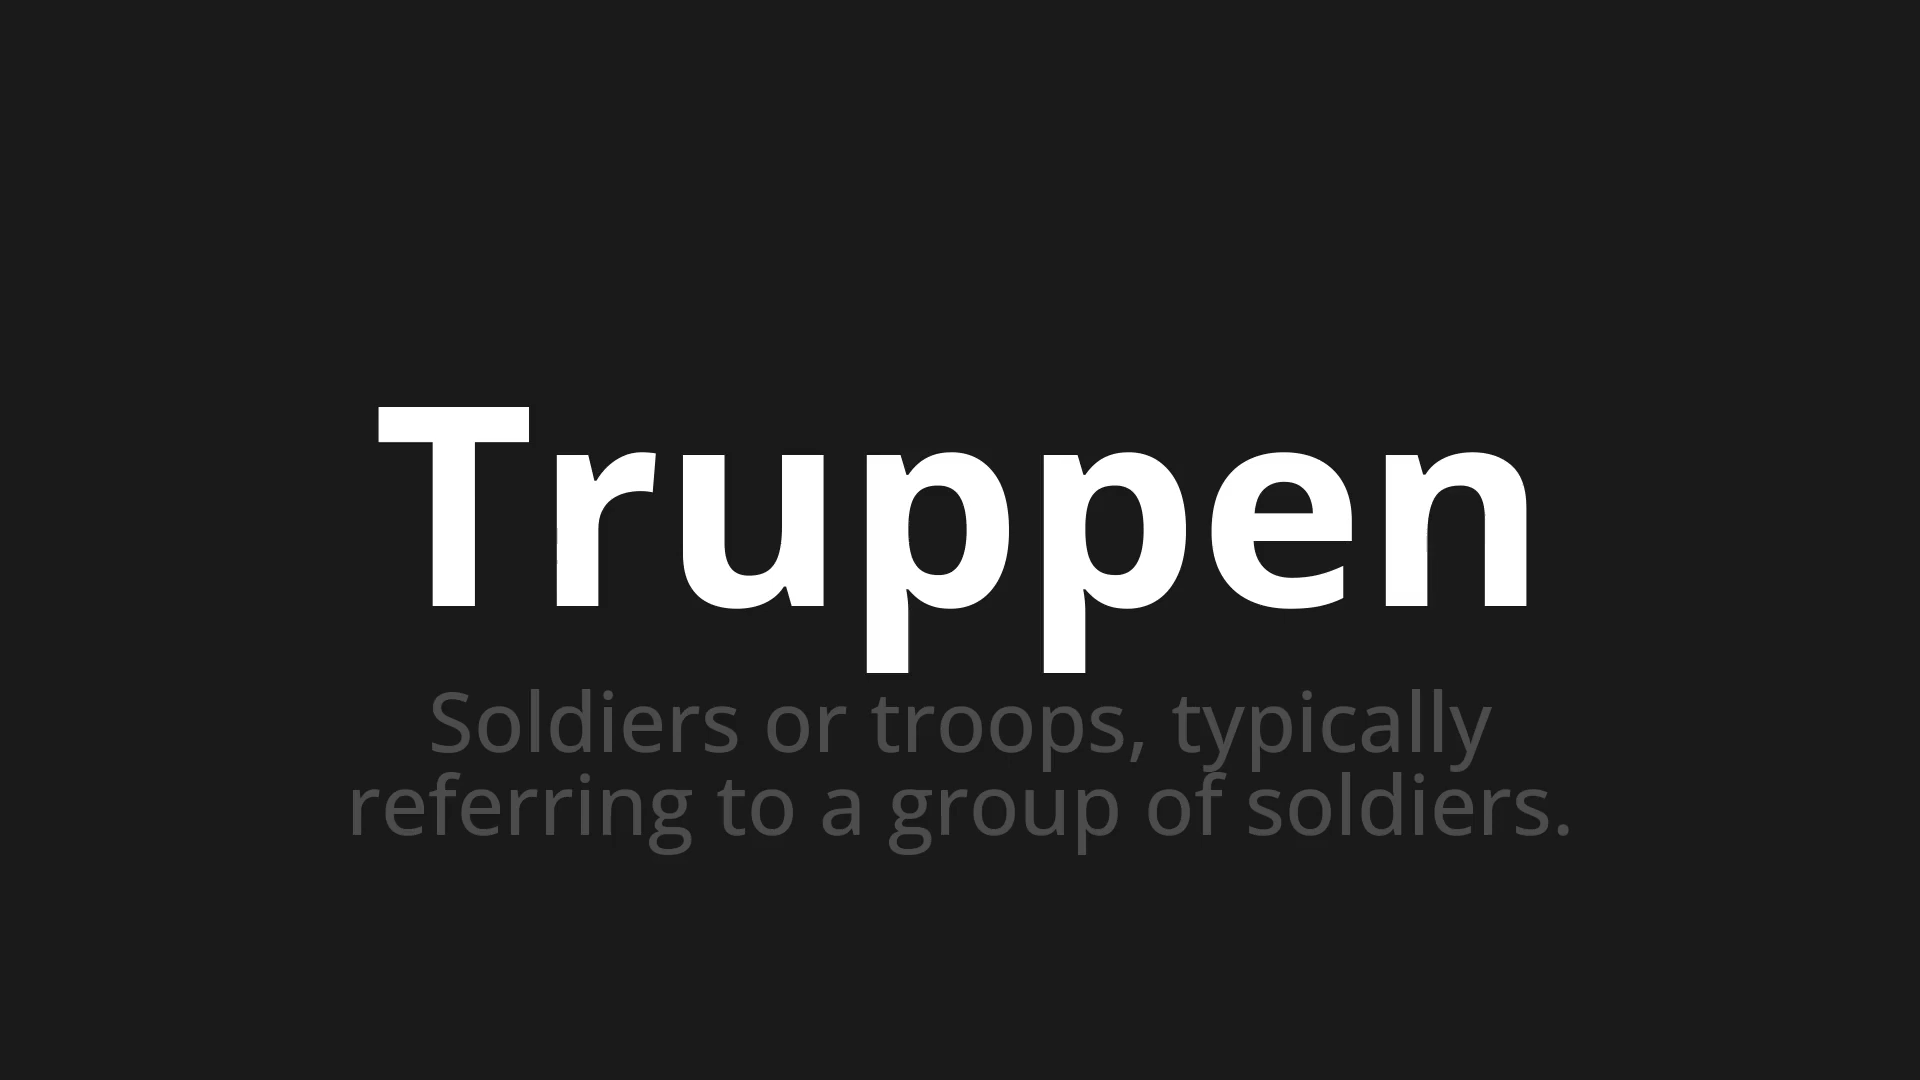 Truppen
Soldiers or troops, typically
referring to a group of soldiers.